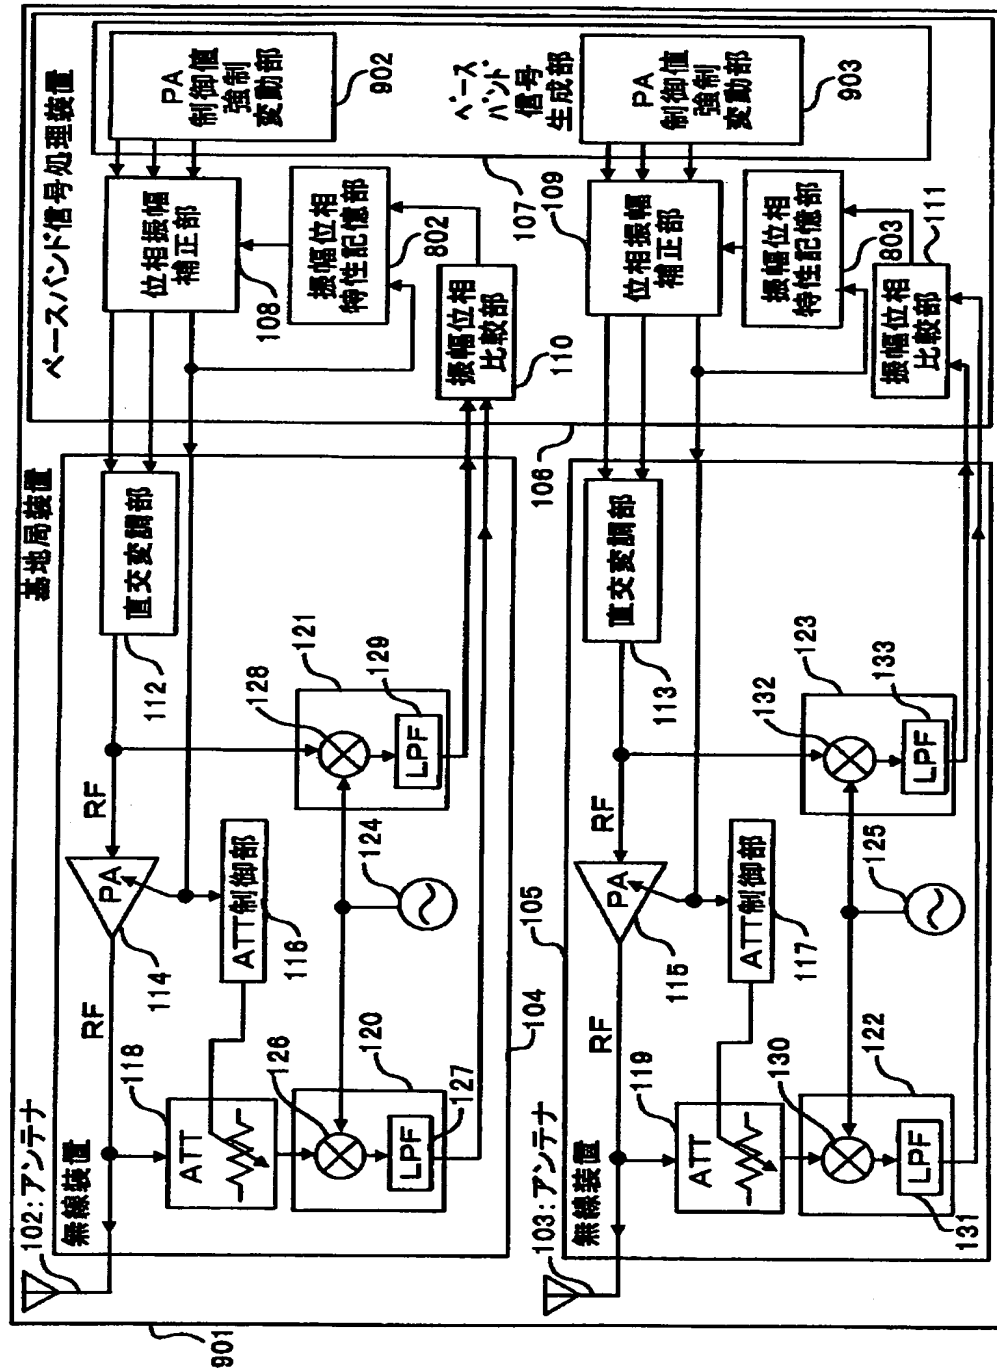 901
基地局装置
102:アンテナ
無線装置
RF
114
PA
RF
112
直交変調部
118
ATT
116
ATT制御部
126
120
LPF
127
124
128
121
LPF
129
104
ベースバンド信号処理装置
108
位相振幅
補正部
PA
制御値
強制
変動部
902
振幅位相
特性記憶部
802
振幅位相
比較部
110
107
ベース
バンド
信号
生成部
106
103:アンテナ
無線装置
105
RF
115
PA
RF
113
直交変調部
119
ATT
117
ATT制御部
130
122
LPF
131
125
132
123
LPF
133
109
位相振幅
補正部
PA
制御値
強制
変動部
903
振幅位相
特性記憶部
803
振幅位相
比較部
111